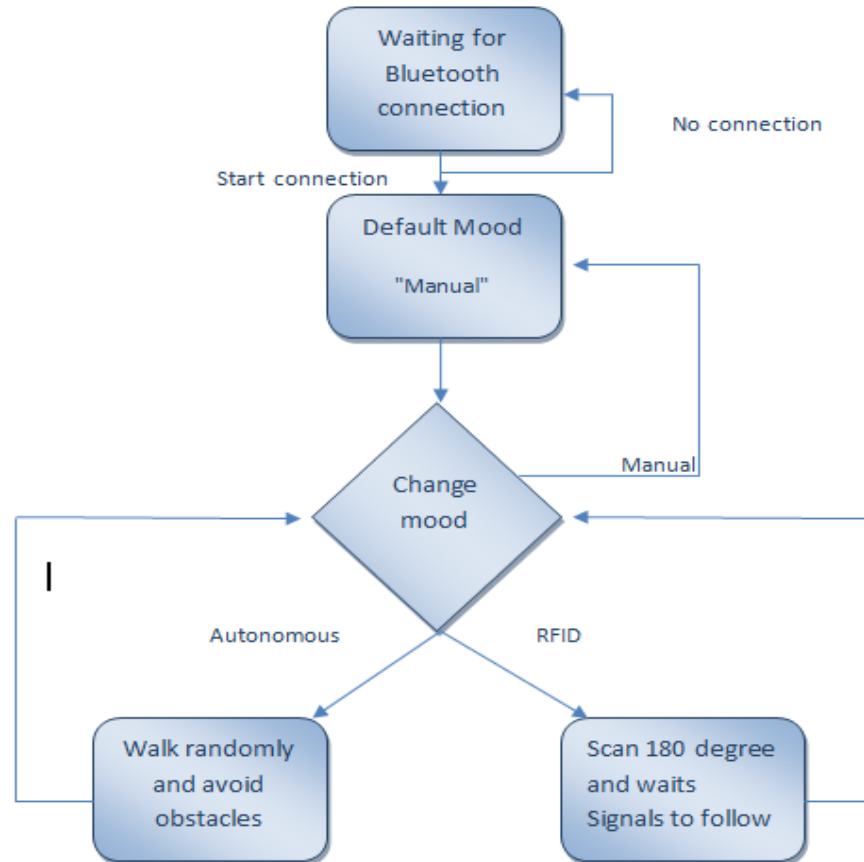 Waiting for
Bluetooth
connection
No connection
Start connection
Default Mood
"Manual"
Manual
Change
mood
Autonomous
RFID
Walk randomly
and avoid
obstacles
Scan 180 degree
and waits
Signals to follow